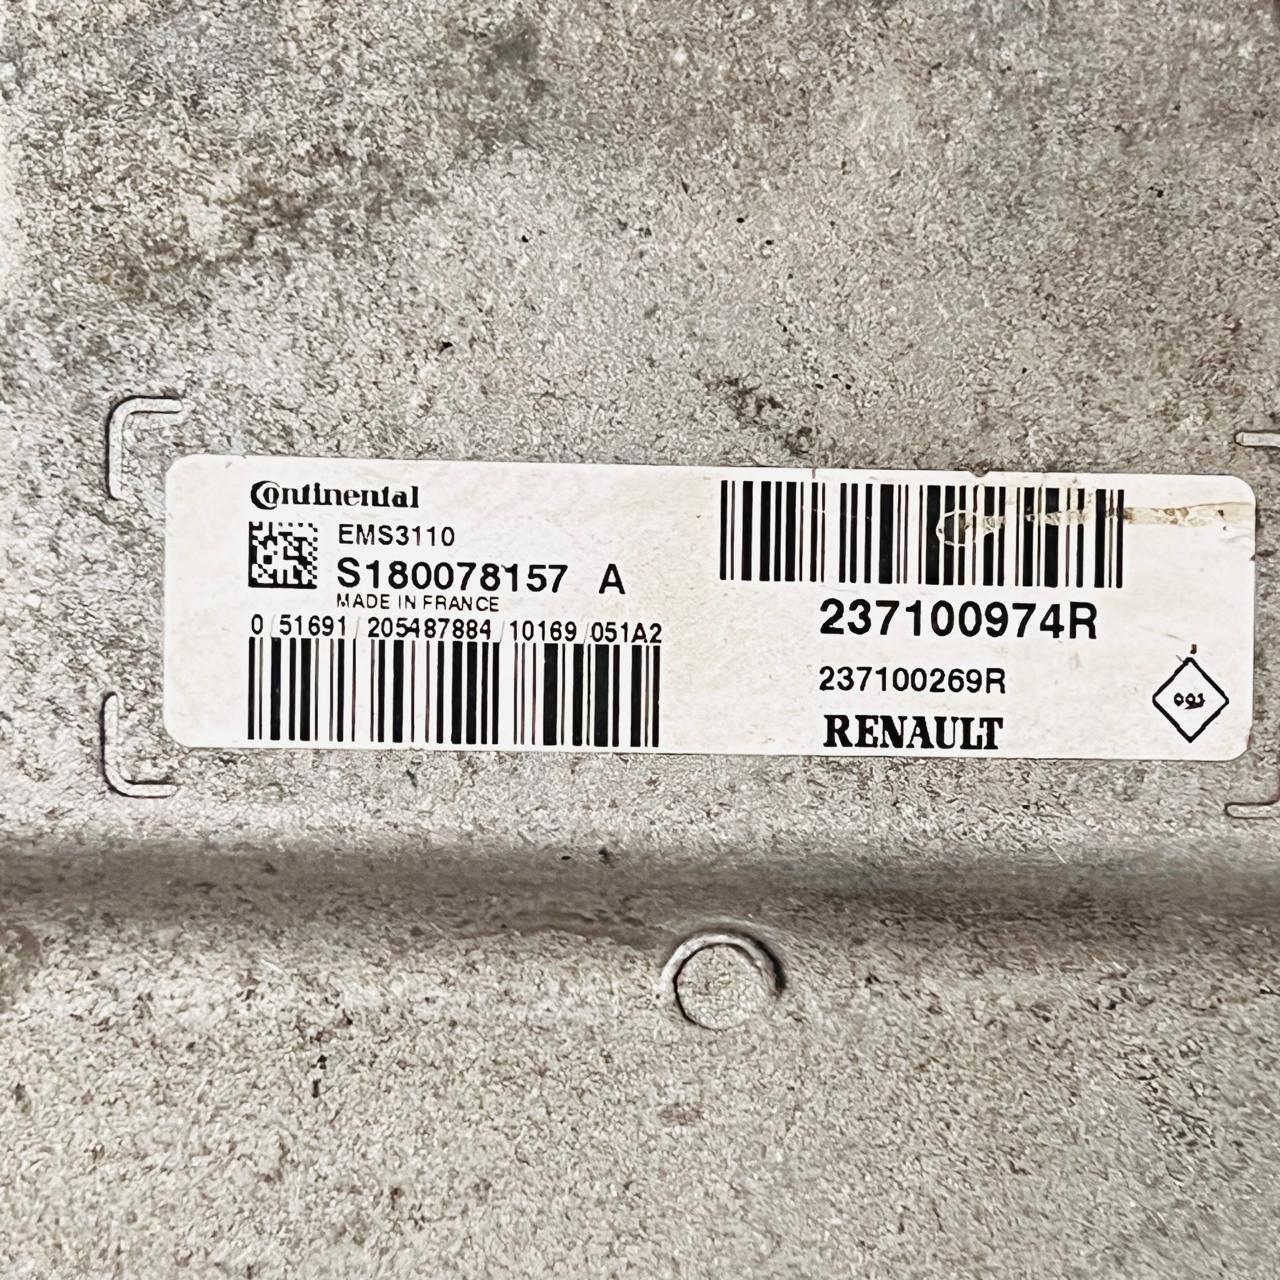 Continental
EMS3110
S180078157 A
MADE IN FRANCE
0 51691 205487884 10169 051A2
237100974R
237100269R
RENAULT